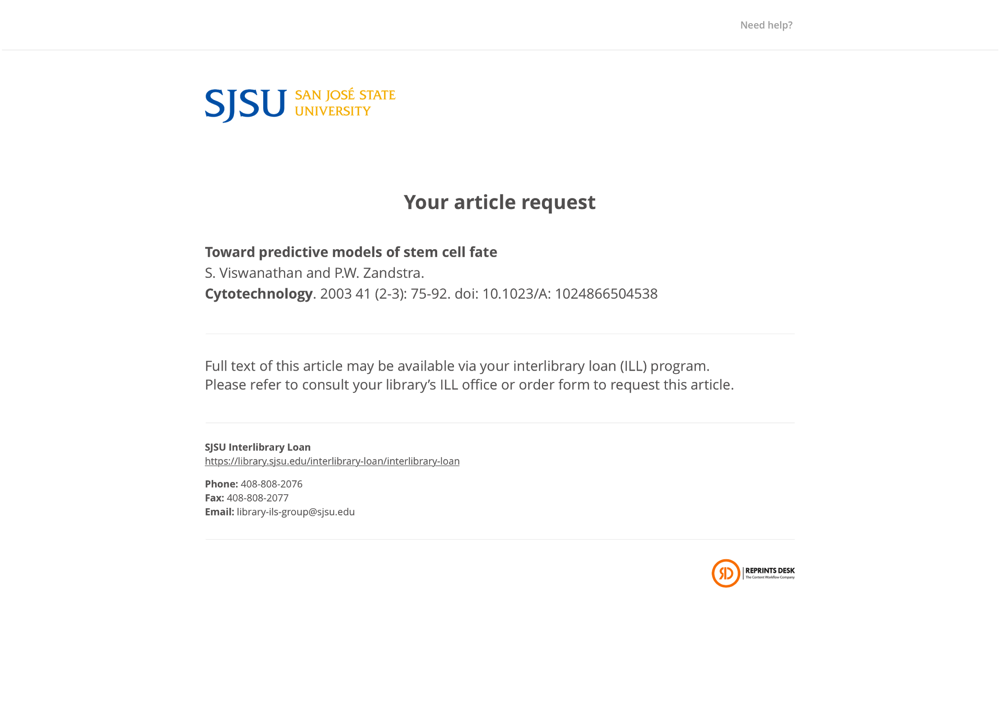 Need help?
SJSU SAN JOSÉ STATE
UNIVERSITY
Your article request
Toward predictive models of stem cell fate
S. Viswanathan and P.W. Zandstra.
Cytotechnology. 2003 41 (2-3): 75-92. doi: 10.1023/A: 1024866504538
Full text of this article may be available via your interlibrary loan (ILL) program.
Please refer to consult your library’s ILL office or order form to request this article.
SJSU Interlibrary Loan
https://library.sjsu.edu/interlibrary-loan/interlibrary-loan
Phone: 408-808-2076
Fax: 408-808-2077
Email: library-ils-group@sjsu.edu
RD REPRINTS DESK
The Content Workflow Company